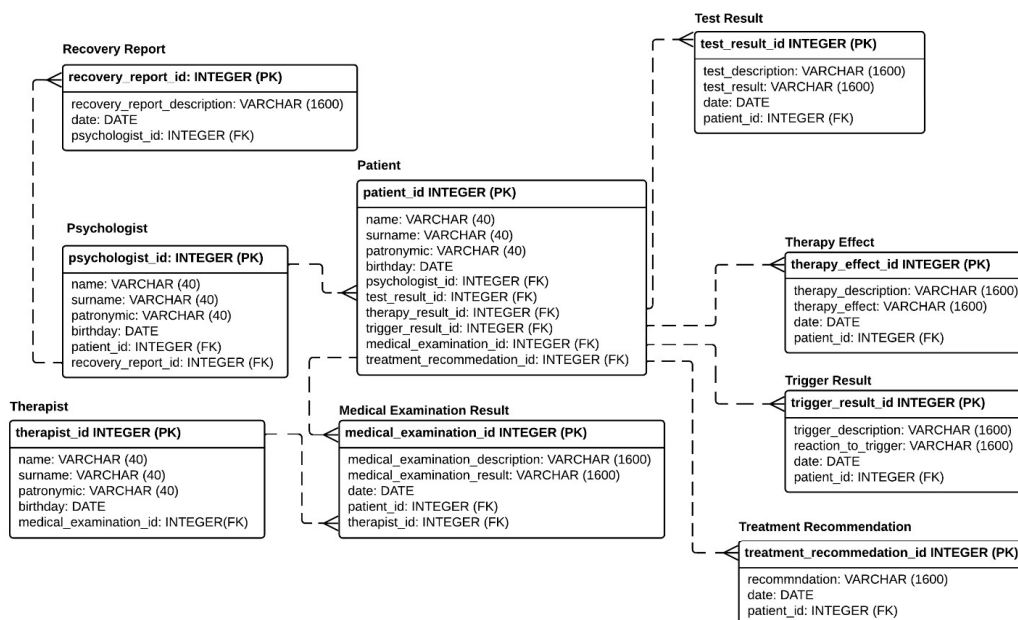 Recovery Report
recovery_report_id: INTEGER (PK)
recovery_report_description: VARCHAR (1600)
date: DATE
psychologist_id: INTEGER (FK)
Test Result
test_result_id INTEGER (PK)
test_description: VARCHAR (1600)
test_result: VARCHAR (1600)
date: DATE
patient_id: INTEGER (FK)
Patient
patient_id INTEGER (PK)
name: VARCHAR (40)
surname: VARCHAR (40)
patronymic: VARCHAR (40)
birthday: DATE
psychologist_id: INTEGER (FK)
test_result_id: INTEGER (FK)
therapy_result_id: INTEGER (FK)
trigger_result_id: INTEGER (FK)
medical_examination_id: INTEGER (FK)
treatment_recommedation_id: INTEGER (FK)
Psychologist
psychologist_id: INTEGER (PK)
name: VARCHAR (40)
surname: VARCHAR (40)
patronymic: VARCHAR (40)
birthday: DATE
patient_id: INTEGER (FK)
recovery_report_id: INTEGER (FK)
Therapy Effect
therapy_effect_id INTEGER (PK)
therapy_description: VARCHAR (1600)
therapy_effect: VARCHAR (1600)
date: DATE
patient_id: INTEGER (FK)
Therapist
therapist_id INTEGER (PK)
name: VARCHAR (40)
surname: VARCHAR (40)
patronymic: VARCHAR (40)
birthday: DATE
medical_examination_id: INTEGER(FK)
Medical Examination Result
medical_examination_id INTEGER (PK)
medical_examination_description: VARCHAR (1600)
medical_examination_result: VARCHAR (1600)
date: DATE
patient_id: INTEGER (FK)
therapist_id: INTEGER (FK)
Trigger Result
trigger_result_id: INTEGER (PK)
trigger_description: VARCHAR (1600)
reaction_to_trigger: VARCHAR (1600)
date: DATE
patient_id: INTEGER (FK)
Treatment Recommendation
treatment_recommedation_id INTEGER (PK)
recommndation: VARCHAR (1600)
date: DATE
patient_id: INTEGER (FK)